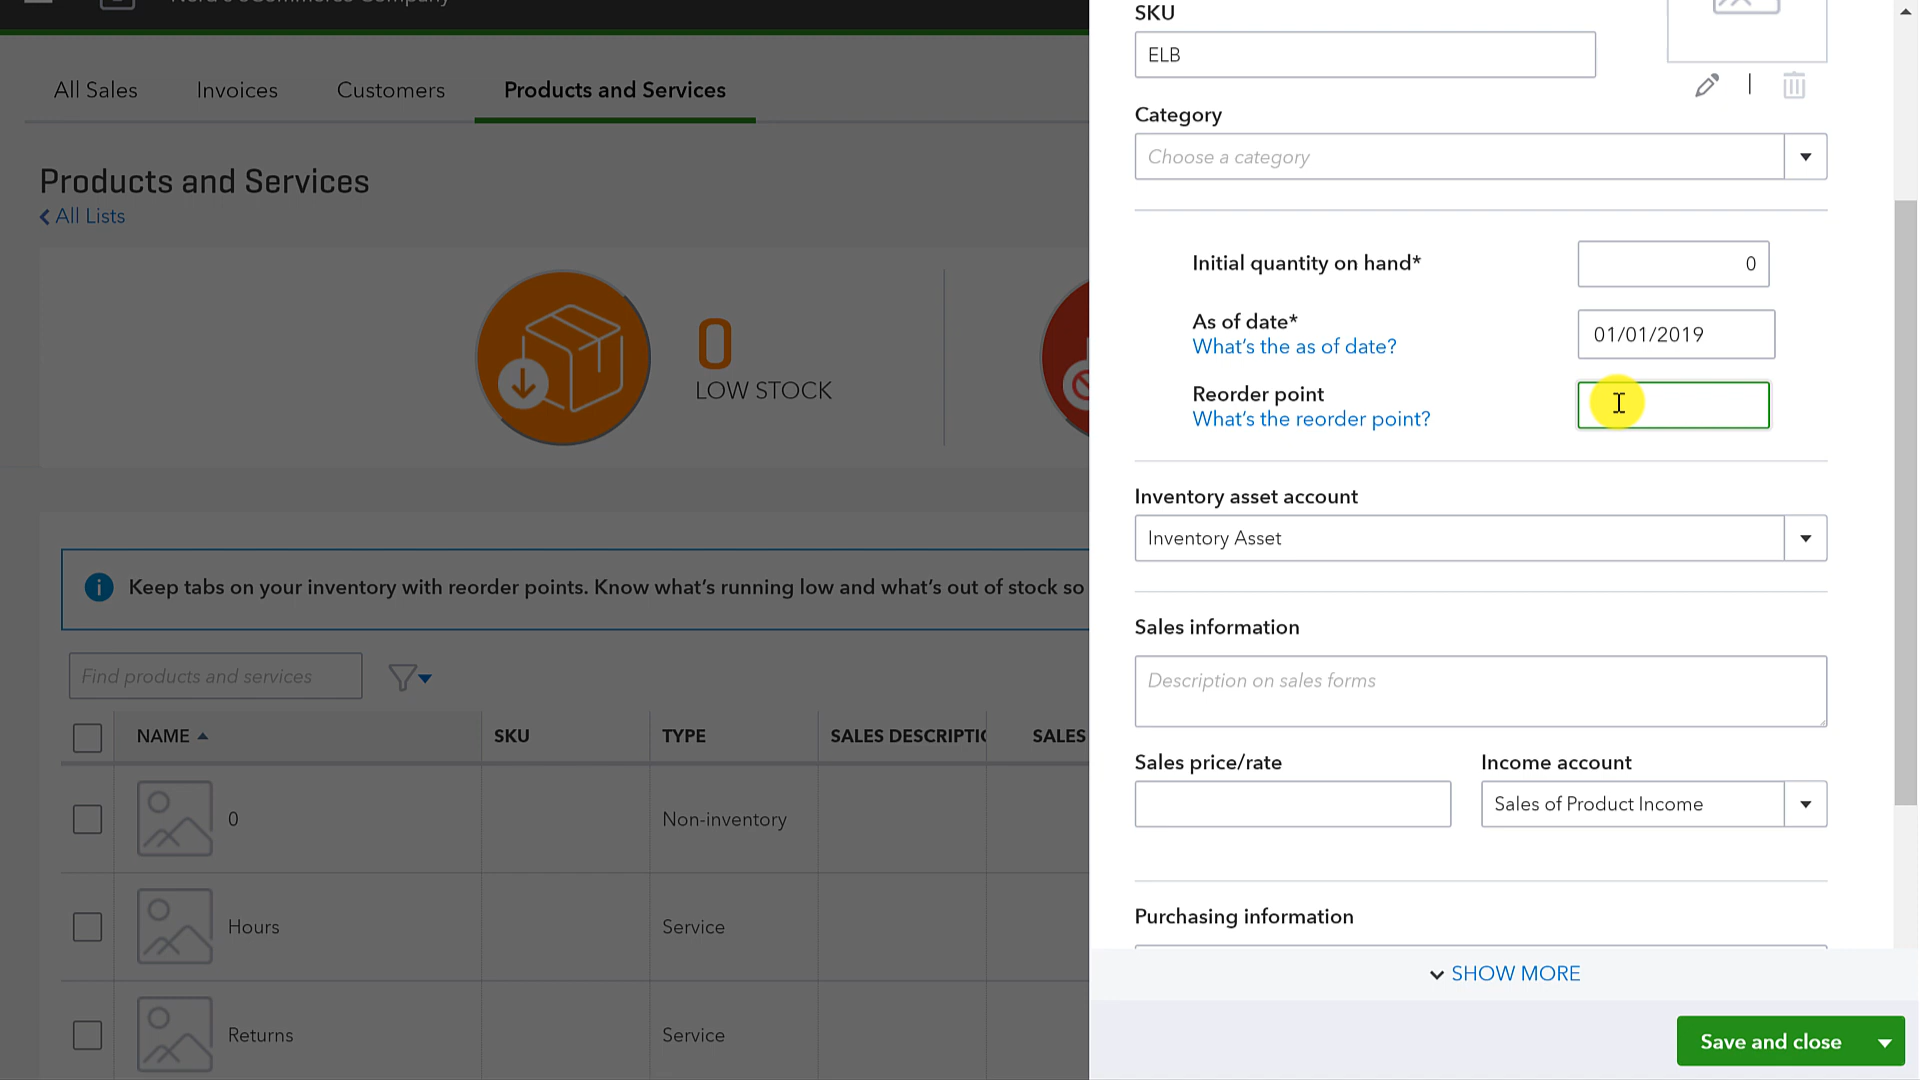 All Sales
Invoices
Customers
Products and Services
Products and Services
All Lists
0
LOW STOCK
Keep tabs on your inventory with reorder points. Know what's running low and what's out of stock so
Find products and services
NAME
SKU
TYPE
SALES
0
Non-inventory
Hours
Service
Returns
Service
SKU
ELB
Category
Choose a category
Initial quantity on hand*
0
As of date*
What's the as of date?
01/01/2019
Reorder point
What's the reorder point?
Inventory asset account
Inventory Asset
Sales information
Description on sales forms
Sales price/rate
Income account
Sales of Product Income
Purchasing information
SHOW MORE
Save and close